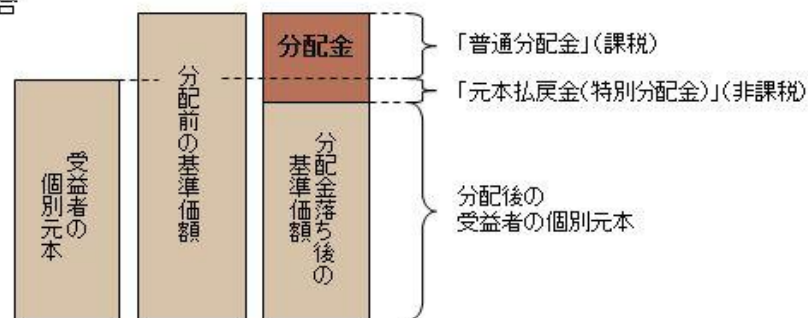 合
分配金
「普通分配金」(課税)
「元本払戻金(特別分配金)」(非課税)
受益者の
個別元本
分配前の基準価額
分配金落ち後の
基準価額
分配後の
受益者の個別元本